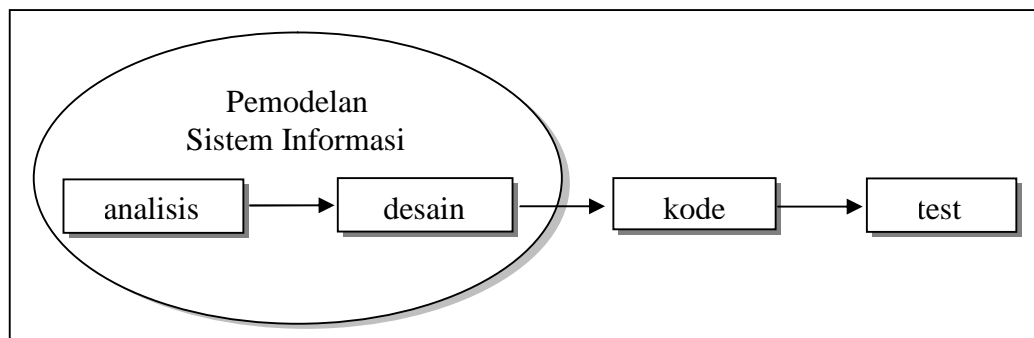 Pemodelan
Sistem Informasi
analisis
desain
kode
test